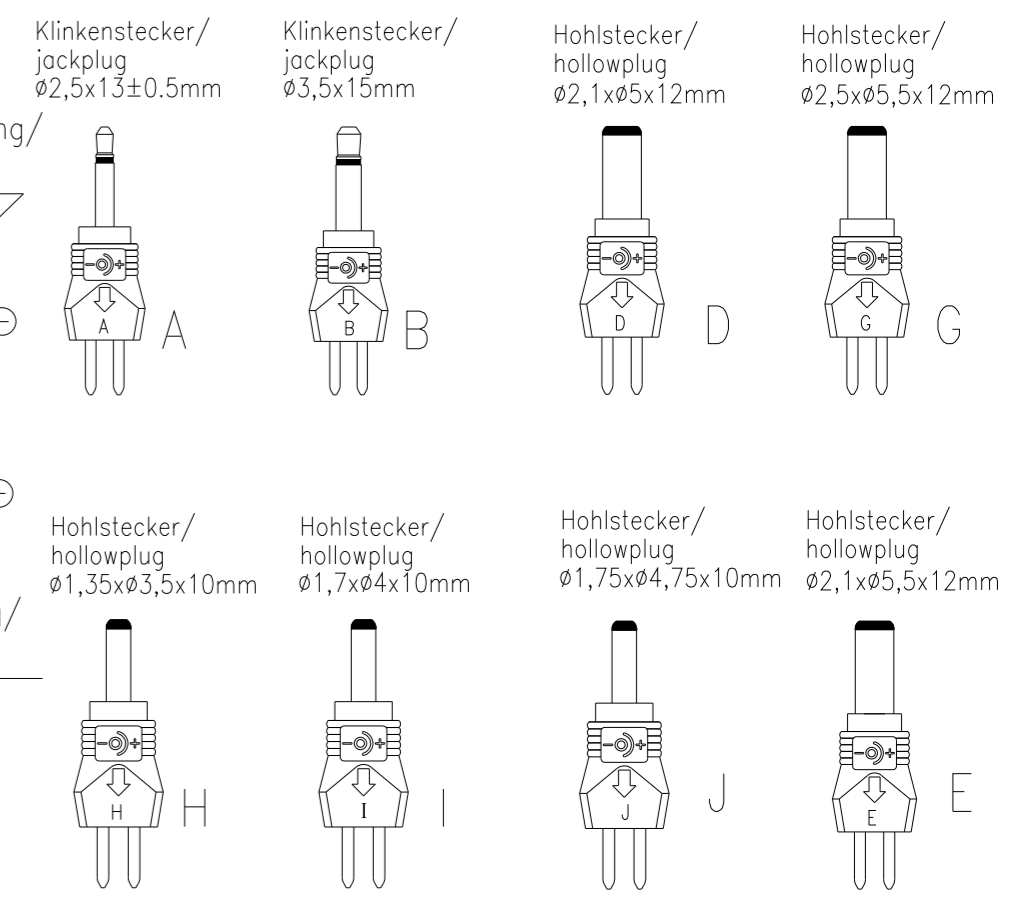 Klinkenstecker/
jackplug
ø2,5x13±0.5mm
A
A
Klinkenstecker/
jackplug
ø3,5x15mm
B
B
Hohlstecker/
hollowplug
ø2,1xø5x12mm
D
D
Hohlstecker/
hollowplug
ø2,5xø5,5x12mm
G
G
ng/
Hohlstecker/
hollowplug
ø1,35xø3,5x10mm
H
H
Hohlstecker/
hollowplug
ø1,7xø4x10mm
I
I
Hohlstecker/
hollowplug
ø1,75xø4,75x10mm
J
J
Hohlstecker/
hollowplug
ø2,1xø5,5x12mm
E
E